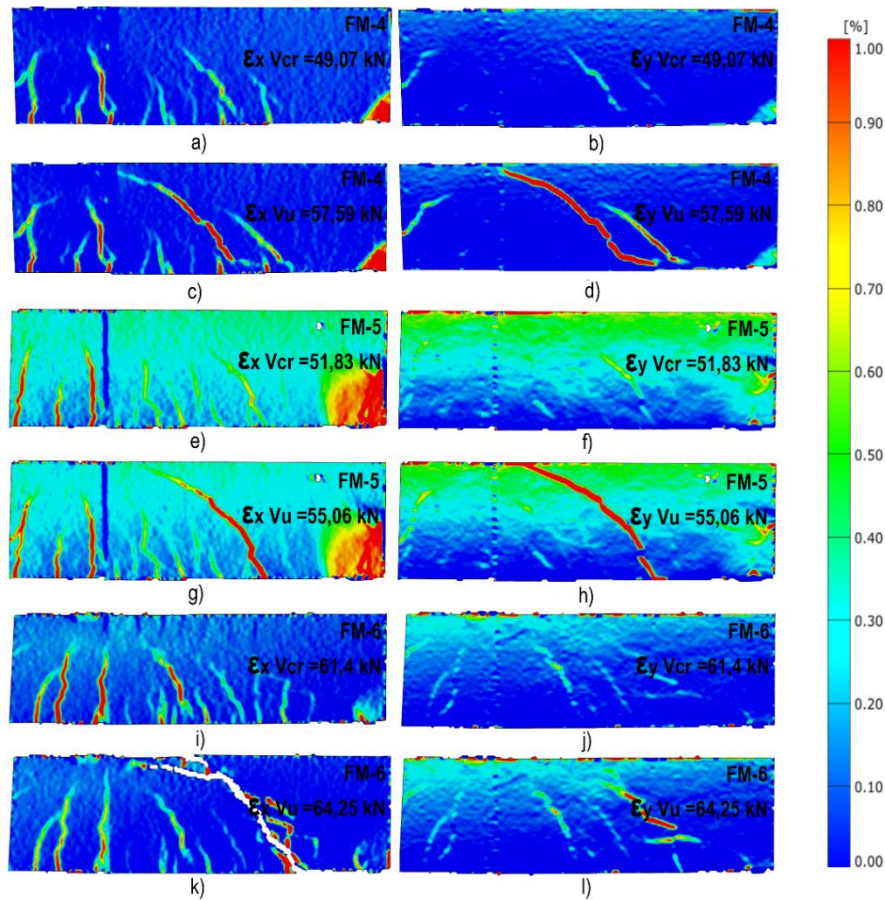 FM-4
εx Vcr =49,07 kN
a)
FM-4
εy Vcr =49,07 kN
b)
FM-4
εx Vu =57,59 kN
c)
FM-4
εy Vu =57,59 kN
d)
FM-5
εx Vcr =51,83 kN
e)
FM-5
εy Vcr =51,83 kN
f)
FM-5
εx Vu =55,06 kN
g)
FM-5
εy Vu =55,06 kN
h)
FM-6
εx Vcr =61,4 kN
i)
FM-6
εy Vcr =61,4 kN
j)
FM-6
εx Vu =64,25 kN
k)
FM-6
εy Vu =64,25 kN
l)
[%]
1.00
0.90
0.80
0.70
0.60
0.50
0.40
0.30
0.20
0.10
0.00